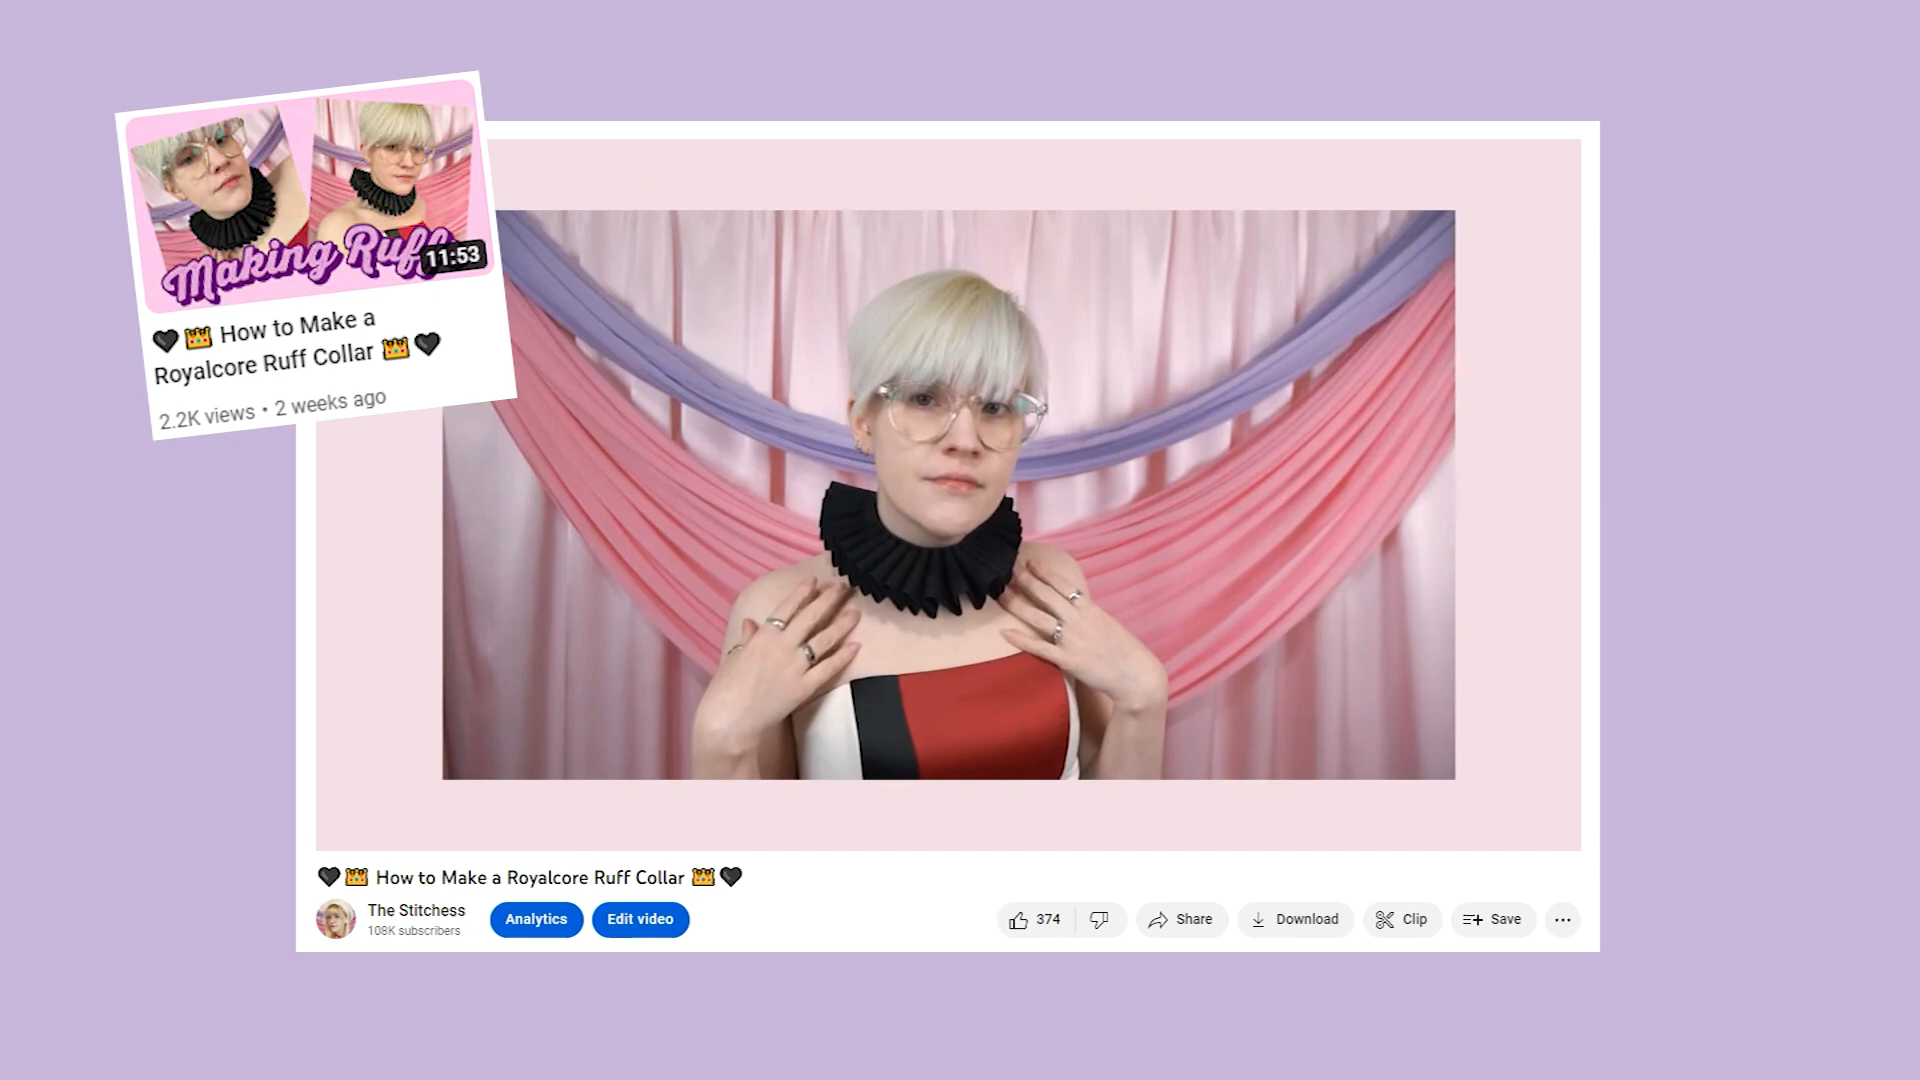 Making Ruff
11:53
🖤👑 How to Make a
Royalcore Ruff Collar 👑🖤
2.2K views • 2 weeks ago
🖤👑 How to Make a Royalcore Ruff Collar 👑🖤
The Stitchess
108K subscribers
Analytics
Edit video
374
Share
Download
Clip
Save